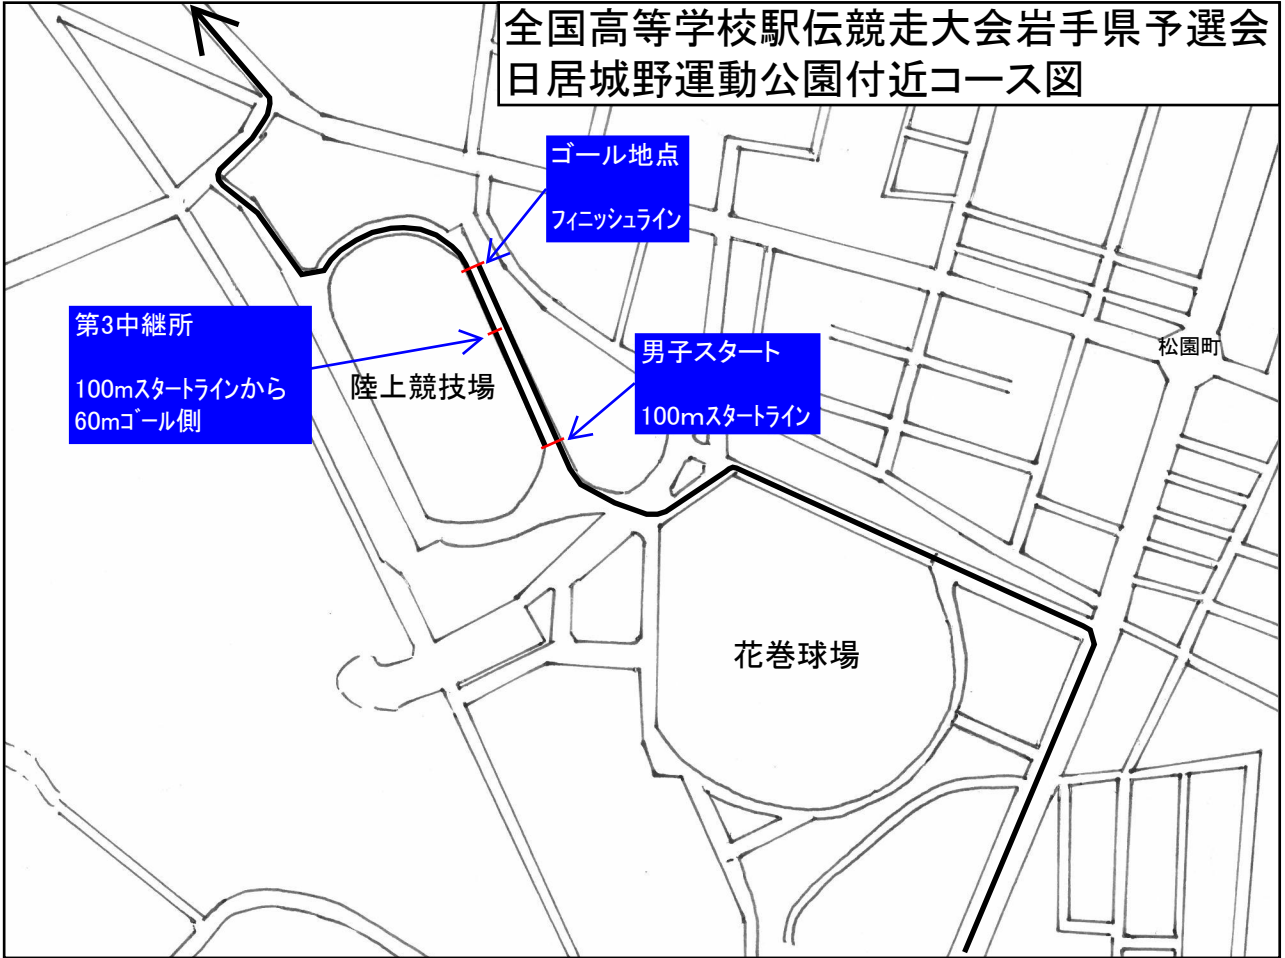 全国高等学校駅伝競走大会岩手県予選会
日居城野運動公園付近コース図
ゴール地点
フィニッシュライン
第3中継所
100mスタートラインから
60mゴール側
男子スタート
100mスタートライン
松園町
陸上競技場
花巻球場